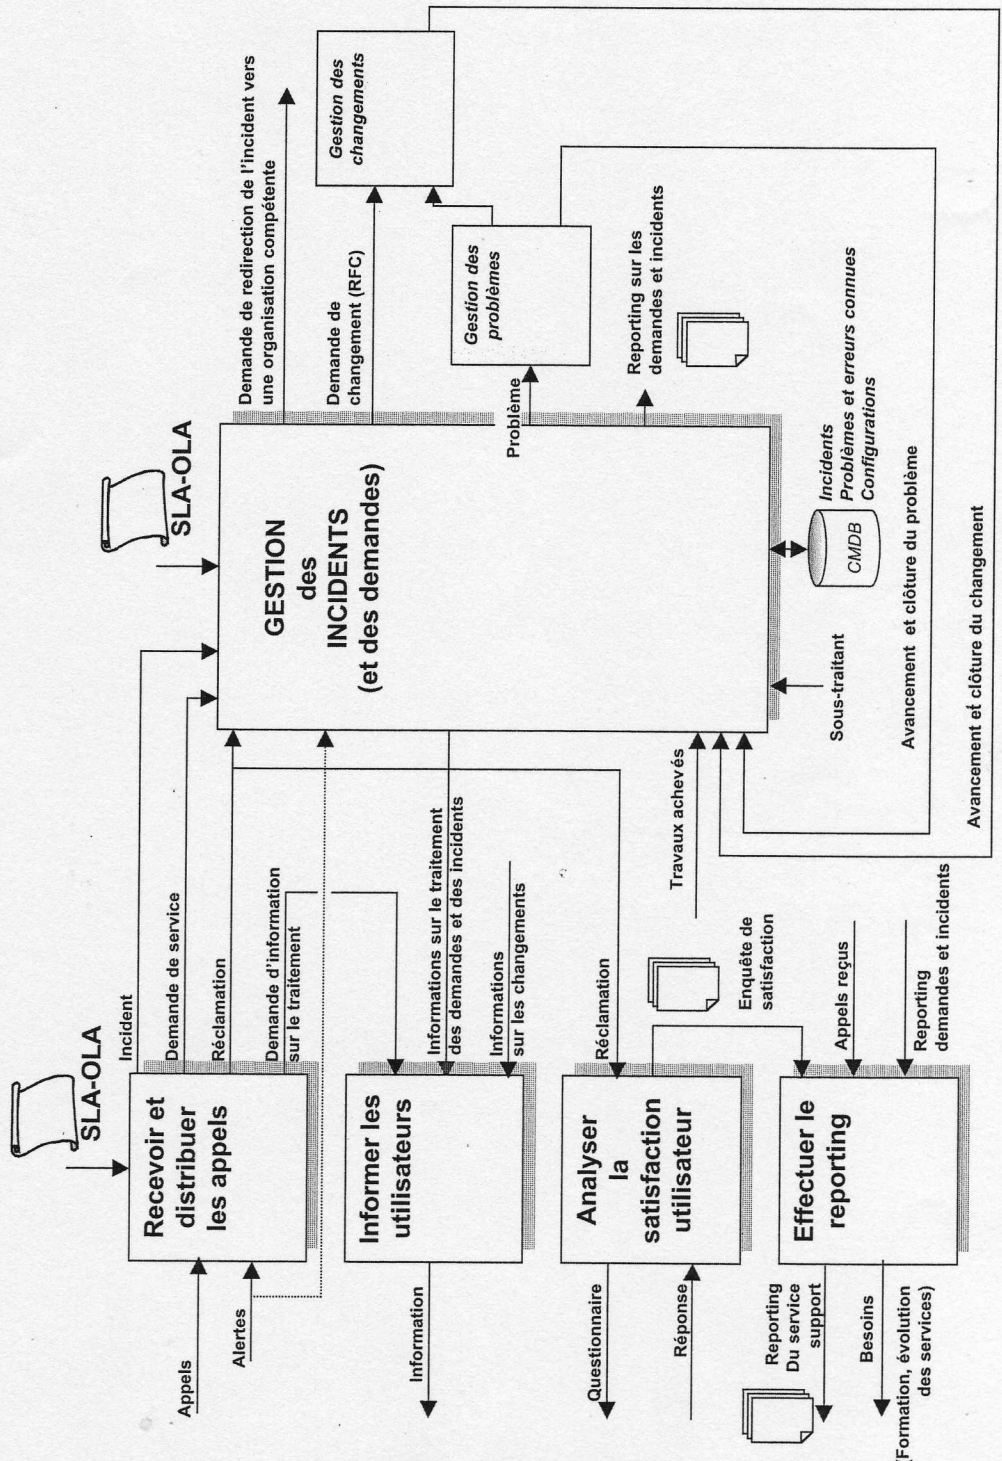 SLA-OLA
Appels
Alertes
Recevoir et
distribuer
les appels
Incident
Demande de service
Réclamation
Demande d'information
sur le traitement
Information
Informer les
utilisateurs
Informations sur le traitement
des demandes et des incidents
Informations
sur les changements
Questionnaire
Réponse
Analyser
la
satisfaction
utilisateur
Réclamation
Enquête de
satisfaction
Reporting
Du service
support
Besoins
(Formation, évolution
des services)
Effectuer le
reporting
Appels reçus
Reporting
demandes et incidents
SLA-OLA
GESTION
des
INCIDENTS
(et des demandes)
Travaux achevés
Sous-traitant
CMDB
Incidents
Problèmes et erreurs connues
Configurations
Avancement et clôture du problème
Avancement et clôture du changement
Demande de redirection de l'incident vers
une organisation compétente
Demande de
changement (RFC)
Problème
Reporting sur les
demandes et incidents
Gestion des
problèmes
Gestion des
changements